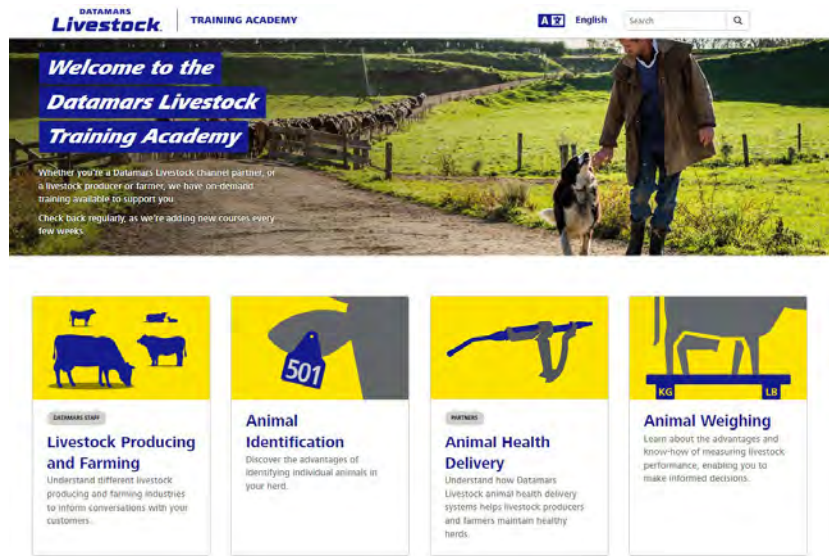 DATAMARS
Livestock TRAINING ACADEMY
English
Search
Welcome to the
Datamars Livestock
Training Academy
Whether you're a Datamars Livestock channel partner, or
a livestock producer or farmer, we have on-demand
training available to support you.
Check back regularly, as we're adding new courses every
few weeks.
501
KG LB
DATAMARS STAFF
Livestock Producing
and Farming
Understand different livestock
producing and farming industries
to inform conversations with your
customers.
Animal
Identification
Discover the advantages of
identifying individual animals in
your herd.
PARTNERS
Animal Health
Delivery
Understand how Datamars
Livestock animal health delivery
systems helps livestock producers
and farmers maintain healthy
herds.
Animal Weighing
Learn about the advantages and
know-how of measuring livestock
performance, enabling you to
make informed decisions.